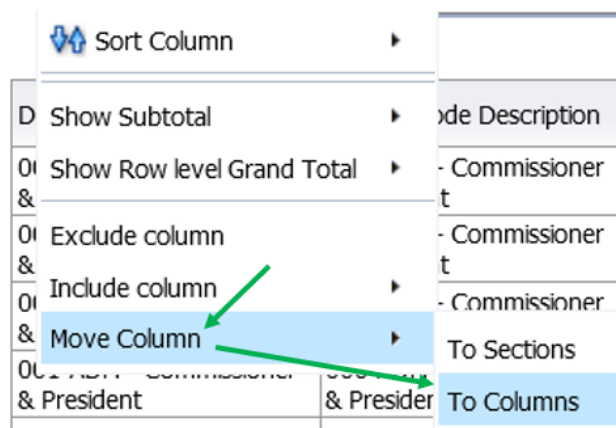 Sort Column
D
ode Description
Show Subtotal
Show Row level Grand Total
- Commissioner
&
t
Exclude column
- Commissioner
&
t
Include column
- Commissioner
&
Move Column
To Sections
& President
& Presider
To Columns